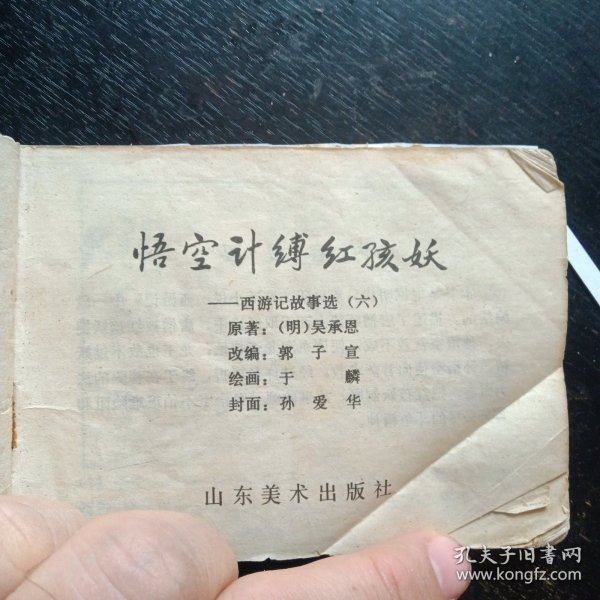 悟空计缚红孩妖
——西游记故事选（六）
原著：（明）吴承恩
改编：郭子宣
绘画：于麟
封面：孙爱华
山东美术出版社
孔夫子旧书网
www.kongfz.com